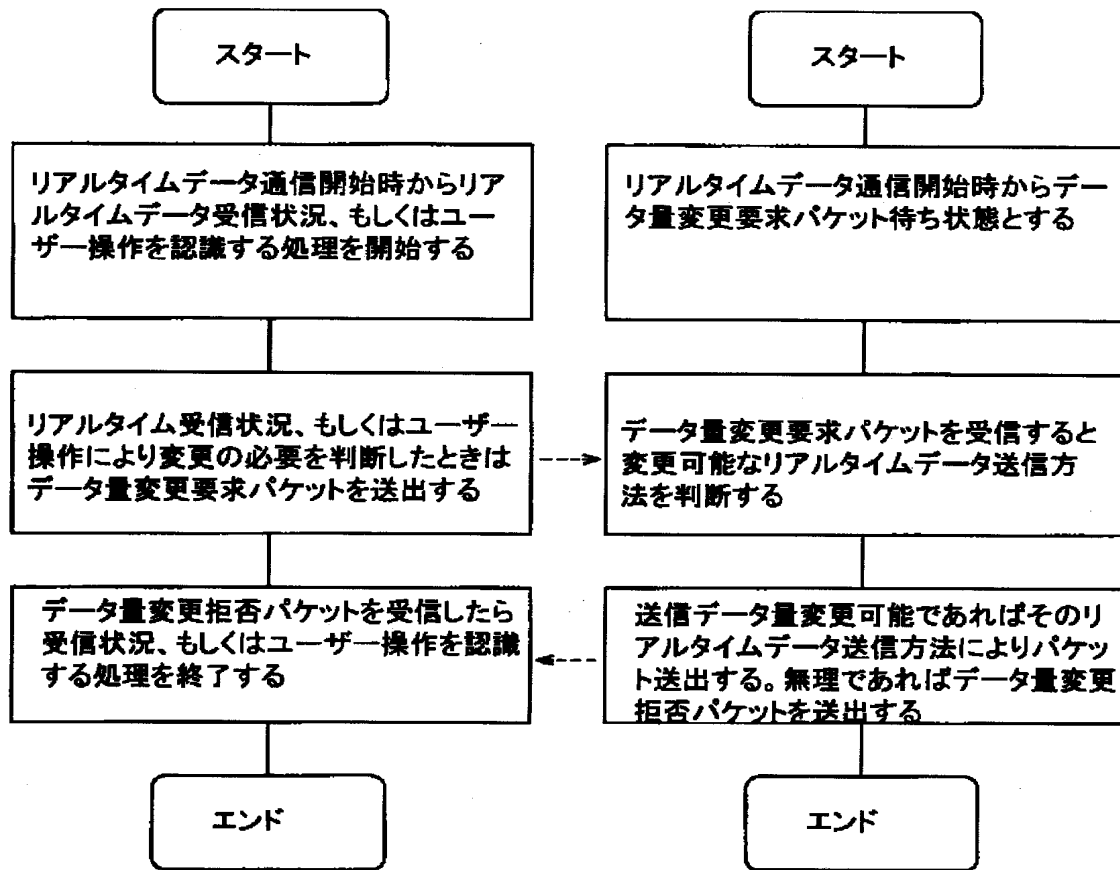 スタート
リアルタイムデータ通信開始時からリア
ルタイムデータ受信状況、もしくはユー
ザー操作を認識する処理を開始する
リアルタイム受信状況、もしくはユーザー
操作により変更の必要を判断したときは
データ量変更要求パケットを送出する
データ量変更拒否パケットを受信したら
受信状況、もしくはユーザー操作を認識
する処理を終了する
エンド
スタート
リアルタイムデータ通信開始時からデー
タ量変更要求パケット待ち状態とする
データ量変更要求パケットを受信すると
変更可能なリアルタイムデータ送信方
法を判断する
送信データ量変更可能であればそのリ
アルタイムデータ送信方法によりパケッ
ト送出する。無理であればデータ量変更
拒否パケットを送出する
エンド